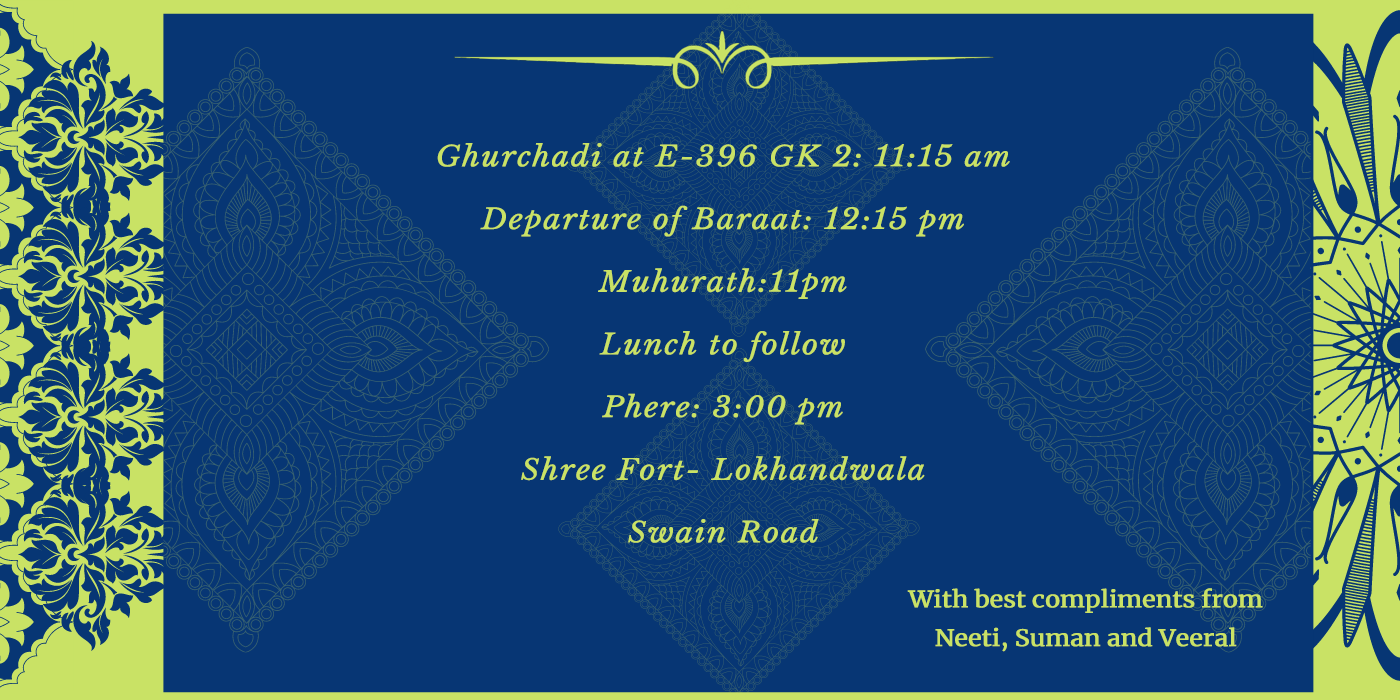 Ghurchadi at E-396 GK 2: 11:15 am
Departure of Baraat: 12:15 pm
Muhurath:11pm
Lunch to follow
Phere: 3:00 pm
Shree Fort- Lokhandwala
Swain Road
With best compliments from
Neeti, Suman and Veeral